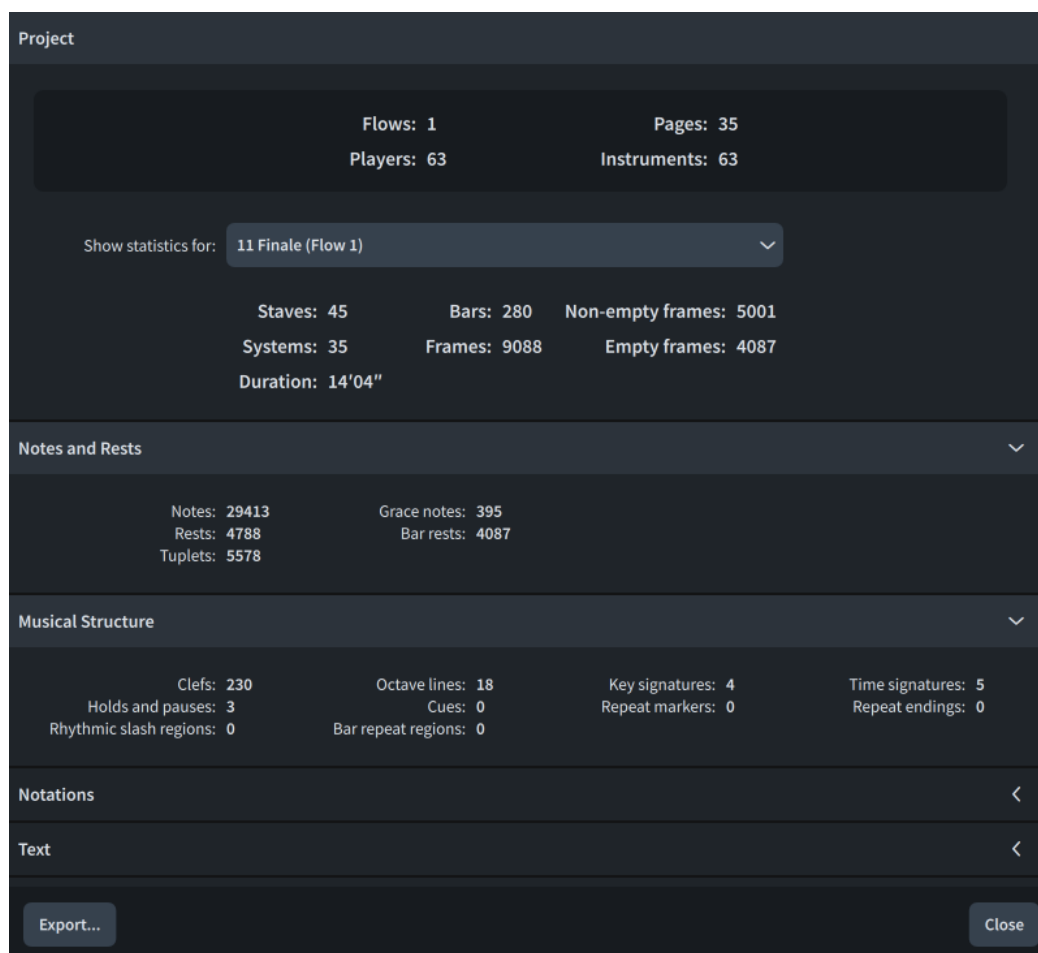 Project
Flows: 1 Pages: 35
Players: 63 Instruments: 63
Show statistics for: 11 Finale (Flow 1)
Staves: 45 Bars: 280 Non-empty frames: 5001
Systems: 35 Frames: 9088 Empty frames: 4087
Duration: 14′04″
Notes and Rests
Notes: 29413 Grace notes: 395
Rests: 4788 Bar rests: 4087
Tuplets: 5578
Musical Structure
Clefs: 230 Octave lines: 18 Key signatures: 4 Time signatures: 5
Holds and pauses: 3 Cues: 0 Repeat markers: 0 Repeat endings: 0
Rhythmic slash regions: 0 Bar repeat regions: 0
Notations
Text
Export... Close